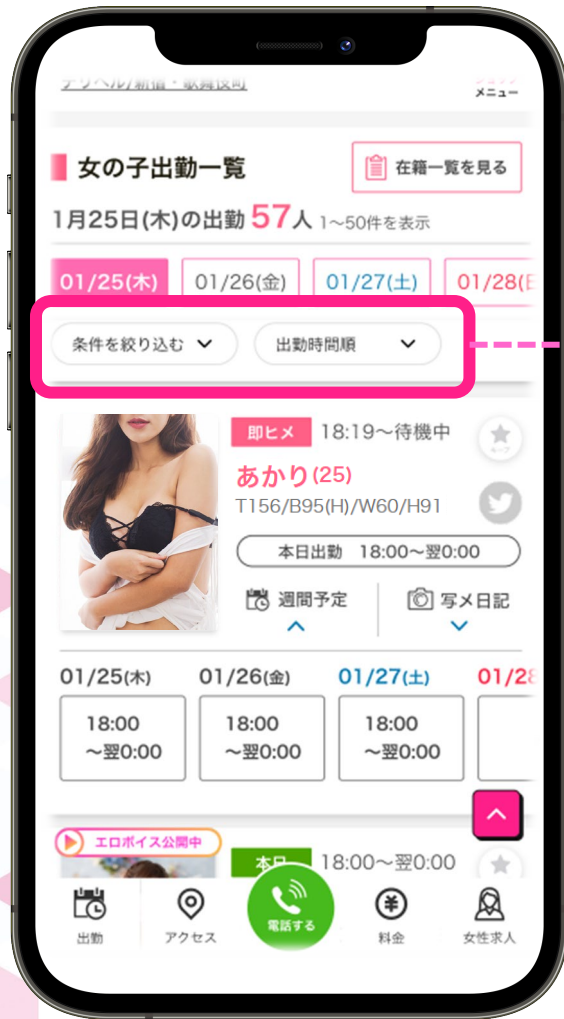 デリヘル/新宿・歌舞伎町
メニュー
女の子出勤一覧
在籍一覧を見る
1月25日(木)の出勤 57人 1〜50件を表示
01/25(木) 01/26(金) 01/27(土) 01/28(日
条件を絞り込む 出勤時間順
即ヒメ 18:19〜待機中
キープ
あかり(25)
T156/B95(H)/W60/H91
本日出勤 18:00〜翌0:00
週間予定 写メ日記
01/25(木) 01/26(金) 01/27(土) 01/28
18:00 18:00 18:00
〜翌0:00 〜翌0:00 〜翌0:00
エロボイス公開中
本日 18:00〜翌0:00
電話する
出勤 アクセス 料金 女性求人